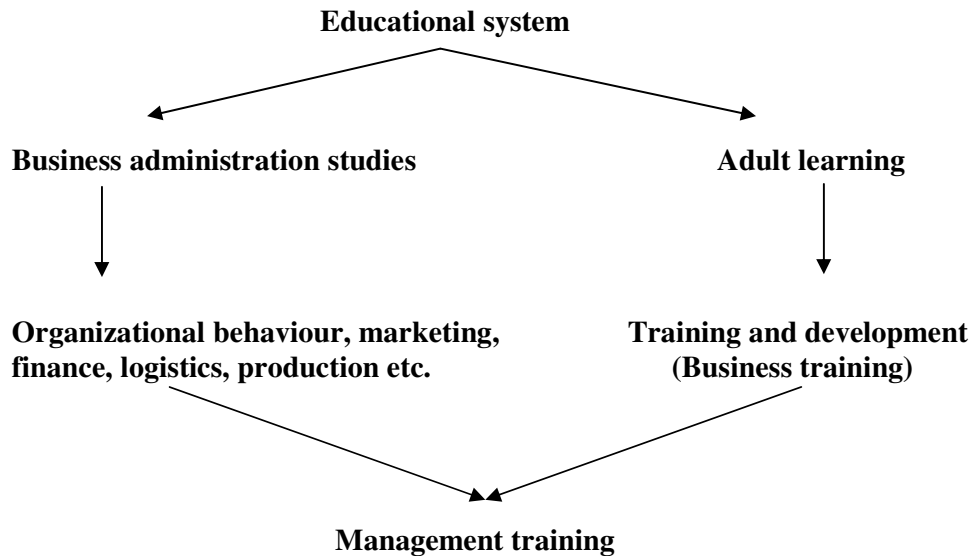 Educational system
Business administration studies
Adult learning
Organizational behaviour, marketing,
finance, logistics, production etc.
Training and development
(Business training)
Management training